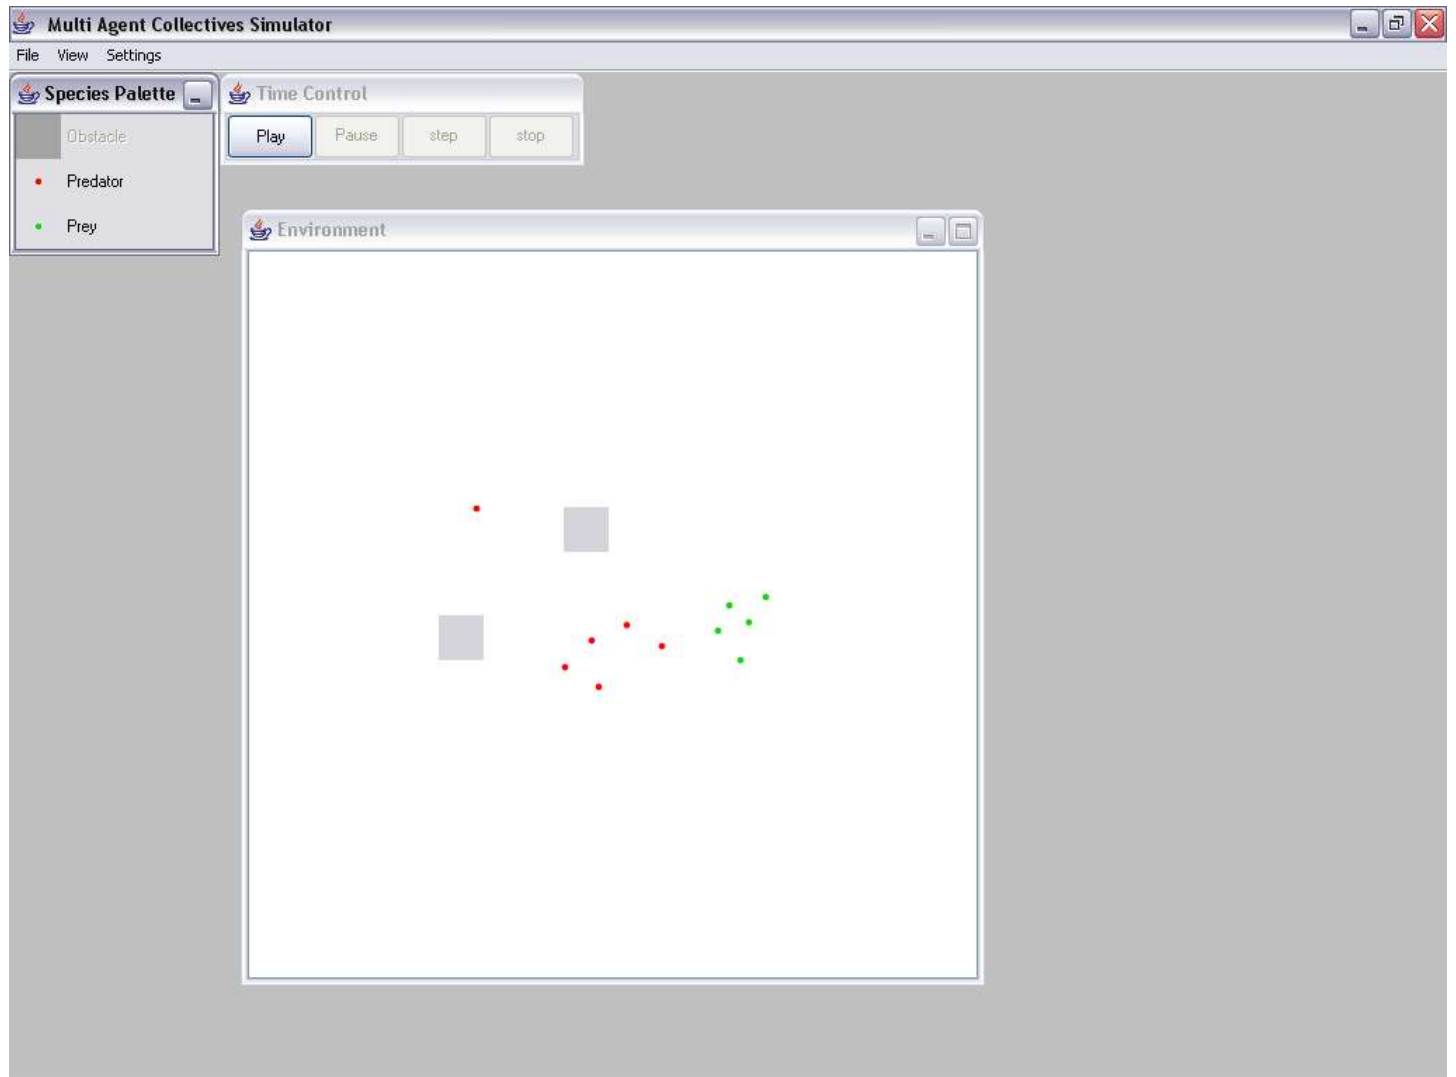 Multi Agent Collectives Simulator
File View Settings
Species Palette
Obstacle
Predator
Prey
Time Control
Play Pause step stop
Environment